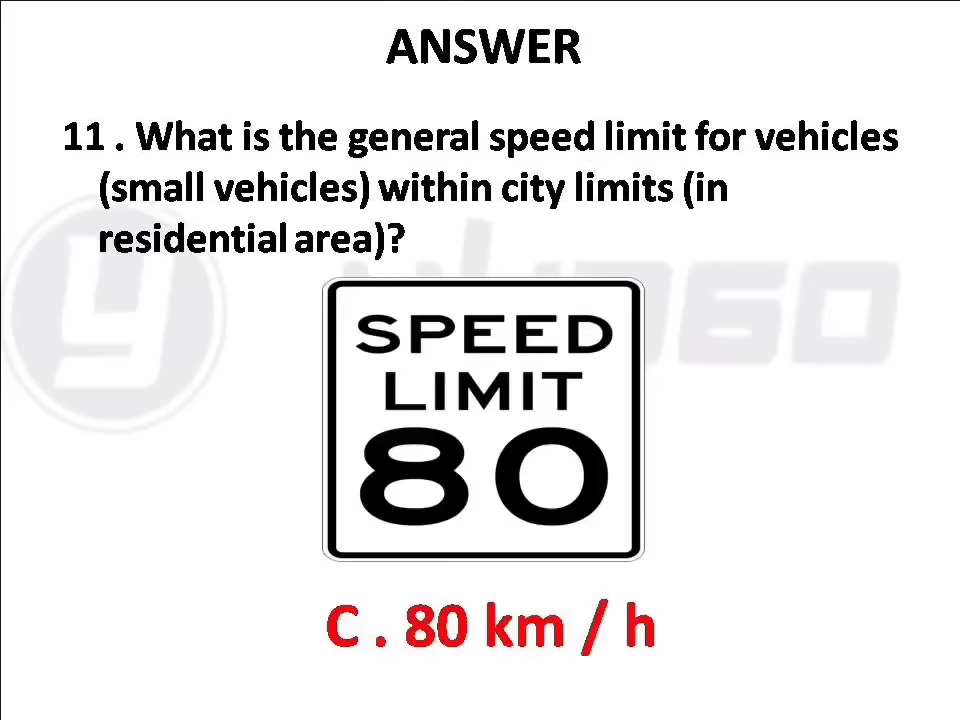 ANSWER
11 . What is the general speed limit for vehicles
(small vehicles) within city limits (in
residential area)?
SPEED
LIMIT
80
C . 80 km / h